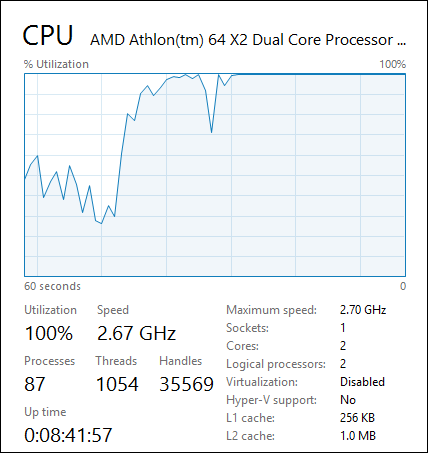 CPU AMD Athlon(tm) 64 X2 Dual Core Processor ...
% Utilization 100%
60 seconds 0
Utilization Speed
100% 2.67 GHz
Processes Threads Handles
87 1054 35569
Up time
0:08:41:57
Maximum speed: 2.70 GHz
Sockets: 1
Cores: 2
Logical processors: 2
Virtualization: Disabled
Hyper-V support: No
L1 cache: 256 KB
L2 cache: 1.0 MB